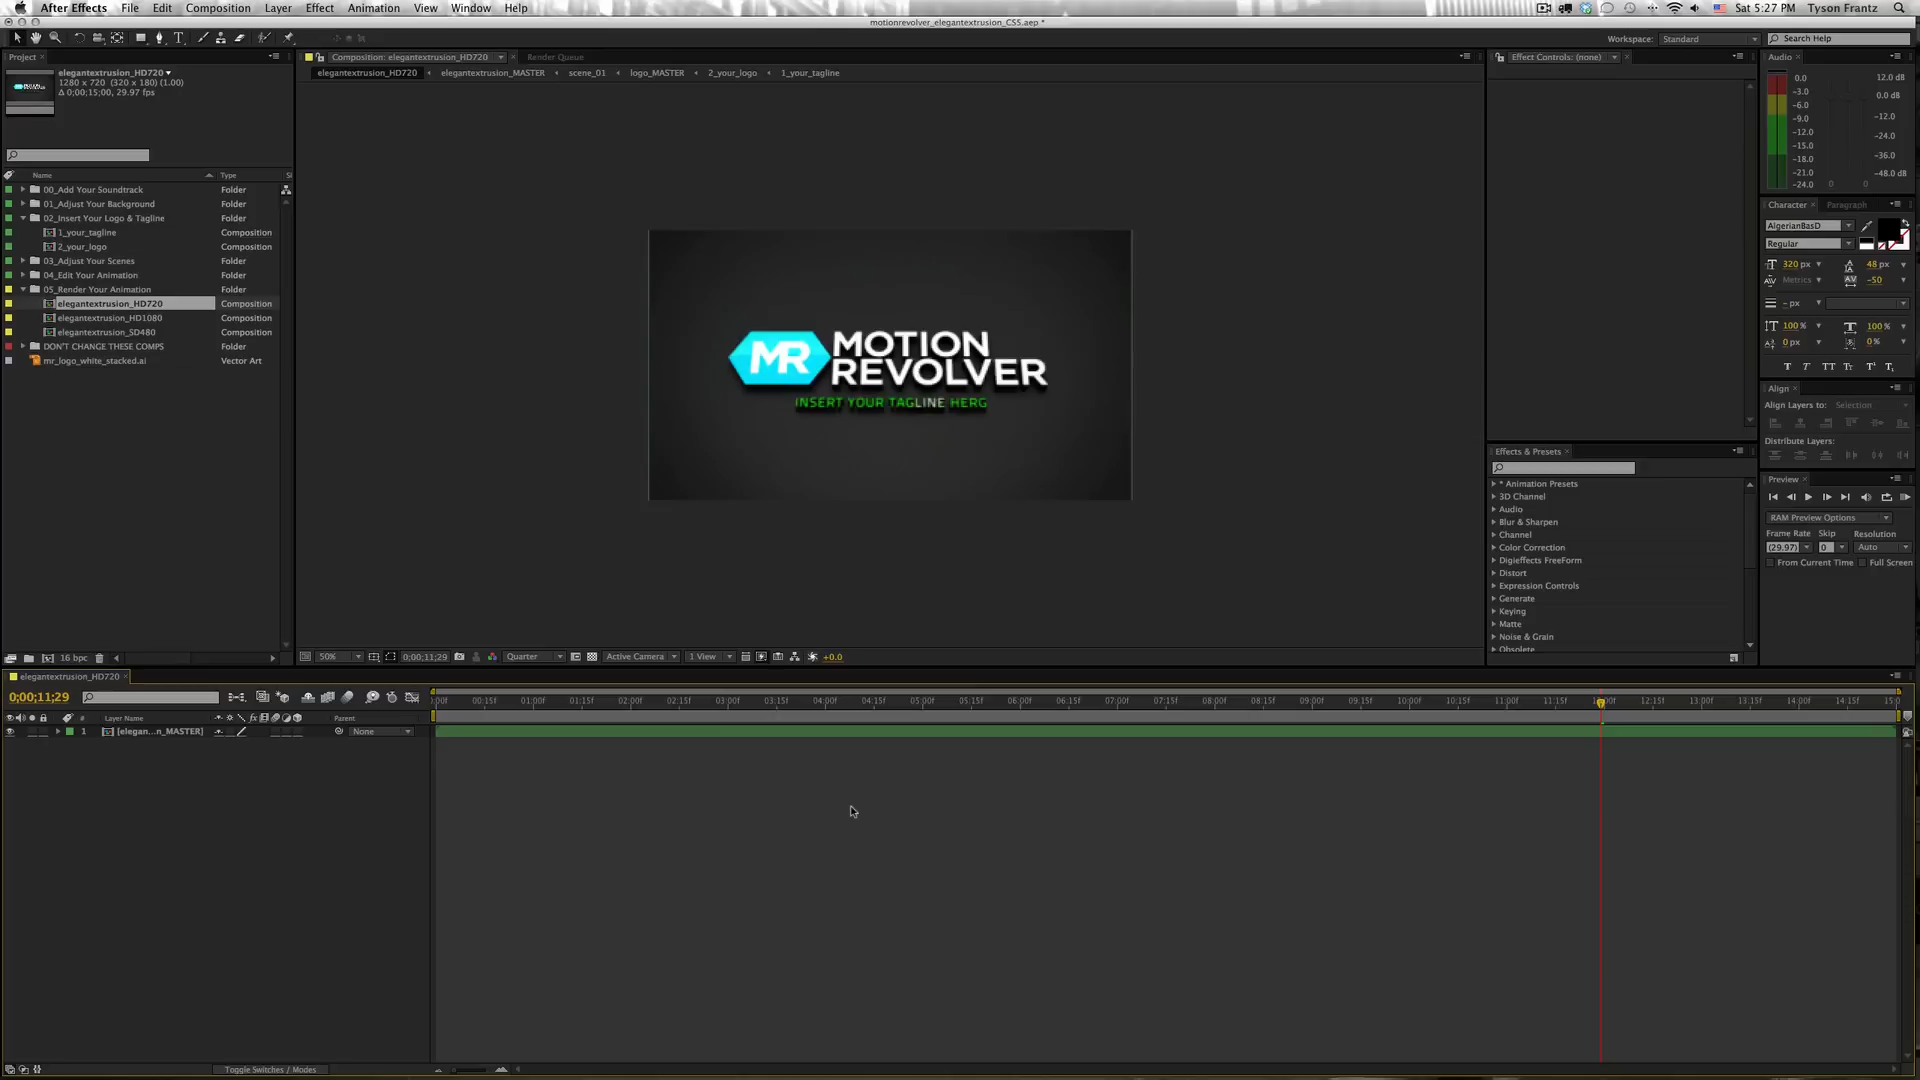 After Effects File Edit Composition Layer Effect Animation View Window Help Sat 5:27 PM Tyson Frantz
motionrevolver_elegantextrusion_CS5.aep *
Workspace: Standard Search Help
Project
elegantextrusion_HD720
1280 x 720 (320 x 180) (1.00)
Δ 0;00;15;00, 29.97 fps
Name Type
00_Add Your Soundtrack Folder
01_Adjust Your Background Folder
02_Insert Your Logo & Tagline Folder
1_your_tagline Composition
2_your_logo Composition
03_Adjust Your Scenes Folder
04_Edit Your Animation Folder
05_Render Your Animation Folder
elegantextrusion_HD720 Composition
elegantextrusion_HD1080 Composition
elegantextrusion_SD480 Composition
DON'T CHANGE THESE COMPS Folder
mr_logo_white_stacked.ai Vector Art
16 bpc
Composition: elegantextrusion_HD720 Render Queue
elegantextrusion_HD720 elegantextrusion_MASTER scene_01 logo_MASTER 2_your_logo 1_your_tagline
MR MOTION
REVOLVER
INSERT YOUR TAGLINE HERG
50% 0;00;11;29 Quarter Active Camera 1 View +0.0
Effect Controls: (none)
Effects & Presets
* Animation Presets
3D Channel
Audio
Blur & Sharpen
Channel
Color Correction
Digieffects FreeForm
Distort
Expression Controls
Generate
Keying
Matte
Noise & Grain
Obsolete
Audio
0.0 12.0 dB
-3.0
-6.0 0.0 dB
-9.0
-12.0 -12.0
-15.0 -24.0
-18.0 -36.0
-21.0 -48.0 dB
-24.0 0 0
Character Paragraph
AlgerianBasD
Regular
320 px 48 px
Metrics -50
- px
100% 100%
0 px 0%
T T TT Tt T¹ T₁
Align
Align Layers to: Selection
Distribute Layers:
Preview
RAM Preview Options
Frame Rate Skip Resolution
(29.97) 0 Auto
From Current Time Full Screen
elegantextrusion_HD720
0;00;11;29
:00f 00:15f 01:00f 01:15f 02:00f 02:15f 03:00f 03:15f 04:00f 04:15f 05:00f 05:15f 06:00f 06:15f 07:00f 07:15f 08:00f 08:15f 09:00f 09:15f 10:00f 10:15f 11:00f 11:15f 12:00f 12:15f 13:00f 13:15f 14:00f 14:15f 15:0
# Layer Name fx Parent
1 [elegan...n_MASTER] None
Toggle Switches / Modes